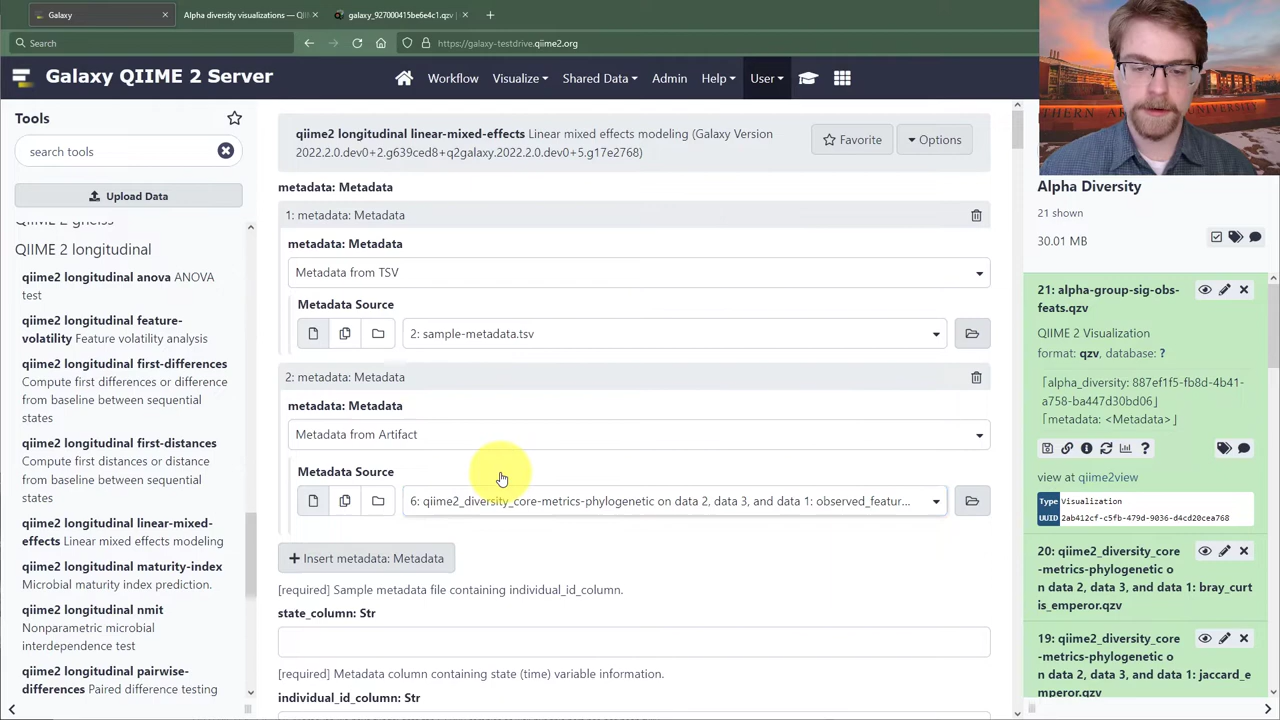 Galaxy
Alpha diversity visualizations — QII
galaxy_927000415be6e4c1.qzv |
Search
https://galaxy-testdrive.qiime2.org
Galaxy QIIME 2 Server
Workflow
Visualize
Shared Data
Admin
Help
User
Tools
search tools
Upload Data
QIIME 2 gneiss
QIIME 2 longitudinal
qiime2 longitudinal anova ANOVA
test
qiime2 longitudinal feature-
volatility Feature volatility analysis
qiime2 longitudinal first-differences
Compute first differences or difference
from baseline between sequential
states
qiime2 longitudinal first-distances
Compute first distances or distance
from baseline between sequential
states
qiime2 longitudinal linear-mixed-
effects Linear mixed effects modeling
qiime2 longitudinal maturity-index
Microbial maturity index prediction.
qiime2 longitudinal nmit
Nonparametric microbial
interdependence test
qiime2 longitudinal pairwise-
differences Paired difference testing
qiime2 longitudinal linear-mixed-effects Linear mixed effects modeling (Galaxy Version
2022.2.0.dev0+2.g639ced8+q2galaxy.2022.2.0.dev0+5.g17e2768)
Favorite
Options
metadata: Metadata
1: metadata: Metadata
metadata: Metadata
Metadata from TSV
Metadata Source
2: sample-metadata.tsv
2: metadata: Metadata
metadata: Metadata
Metadata from Artifact
Metadata Source
6: qiime2_diversity_core-metrics-phylogenetic on data 2, data 3, and data 1: observed_featur...
Insert metadata: Metadata
[required] Sample metadata file containing individual_id_column.
state_column: Str
[required] Metadata column containing state (time) variable information.
individual_id_column: Str
Alpha Diversity
21 shown
30.01 MB
21: alpha-group-sig-obs-
feats.qzv
QIIME 2 Visualization
format: qzv, database: ?
「alpha_diversity: 887ef1f5-fb8d-4b41-
a758-ba447d30bd06」
「metadata: <Metadata>」
view at qiime2view
Type Visualization
UUID 2ab412cf-c5fb-479d-9036-d4cd20cea768
20: qiime2_diversity_core
-metrics-phylogenetic o
n data 2, data 3, and data 1: bray_curt
is_emperor.qzv
19: qiime2_diversity_core
-metrics-phylogenetic o
n data 2, data 3, and data 1: jaccard_e
mperor.qzv